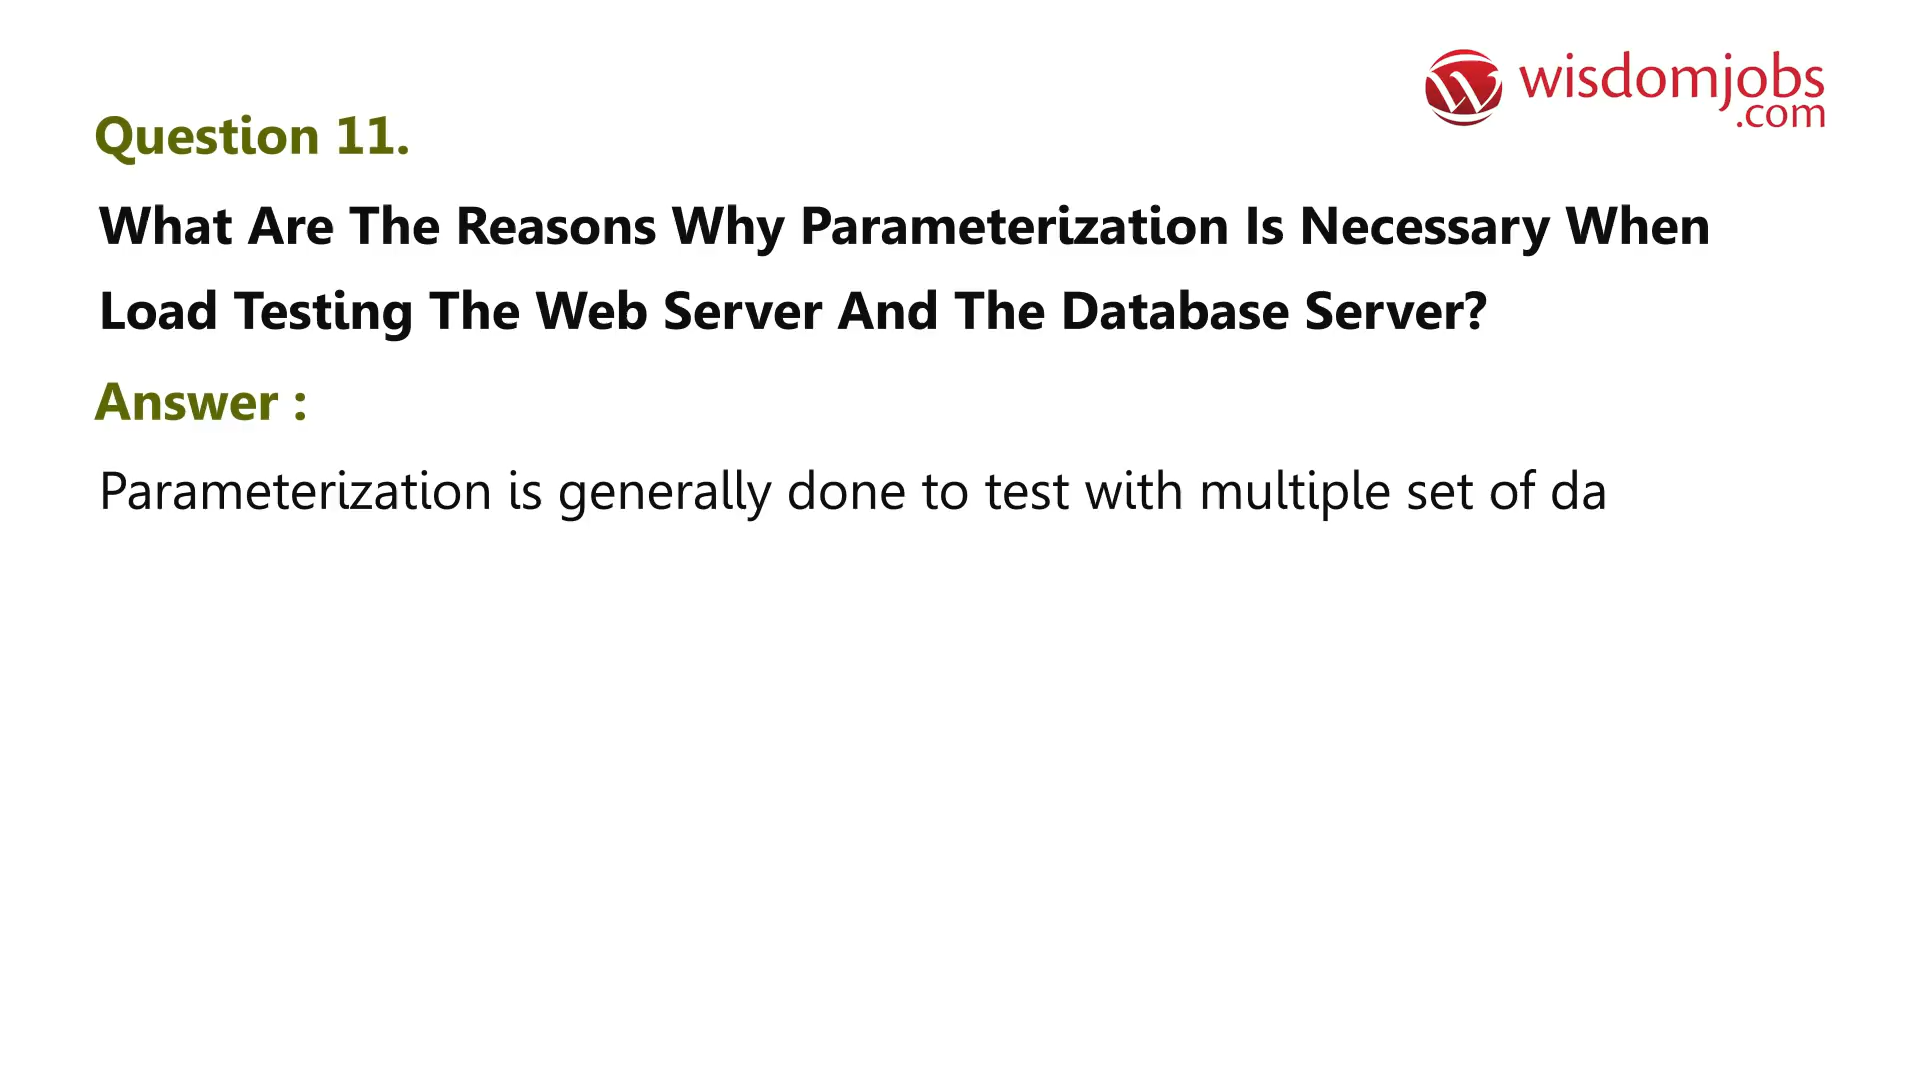 wisdomjobs
.com
Question 11.
What Are The Reasons Why Parameterization Is Necessary When
Load Testing The Web Server And The Database Server?
Answer :
Parameterization is generally done to test with multiple set of da